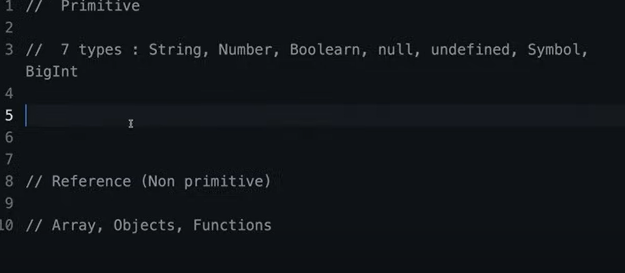 1 //  Primitive
2
3 //  7 types : String, Number, Boolearn, null, undefined, Symbol,
BigInt
4
5
6
7
8 // Reference (Non primitive)
9
10 // Array, Objects, Functions